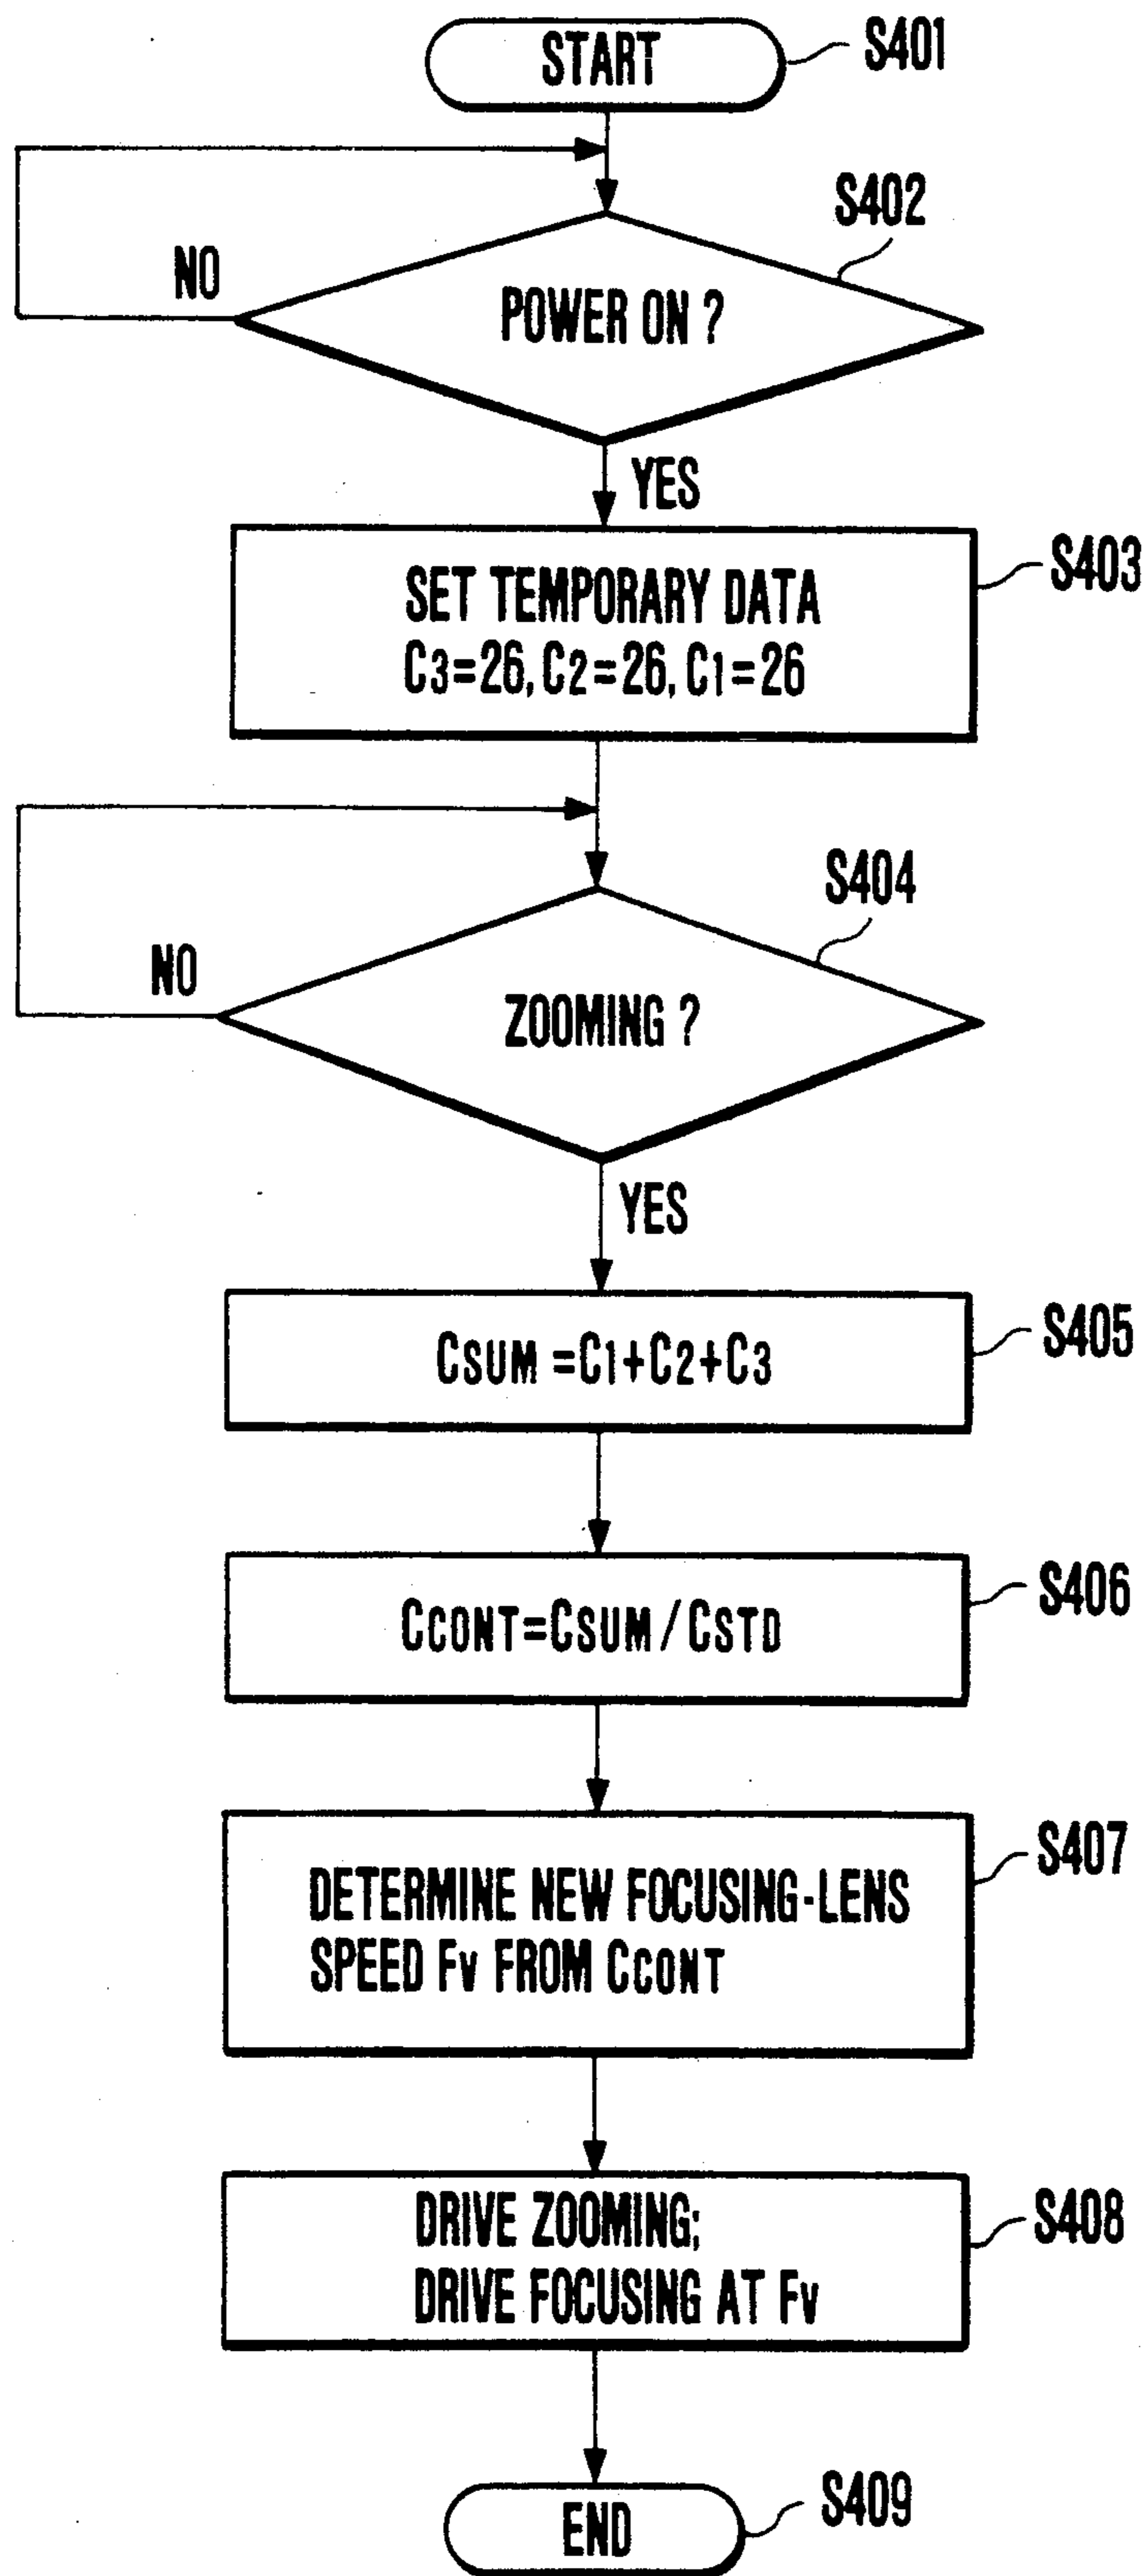 START
S401
S402
NO
POWER ON ?
YES
S403
SET TEMPORARY DATA
C3=26, C2=26, C1=26
S404
NO
ZOOMING ?
YES
S405
CSUM =C1+C2+C3
S406
CCONT=CSUM / CSTD
S407
DETERMINE NEW FOCUSING-LENS
SPEED FV FROM CCONT
S408
DRIVE ZOOMING;
DRIVE FOCUSING AT FV
S409
END